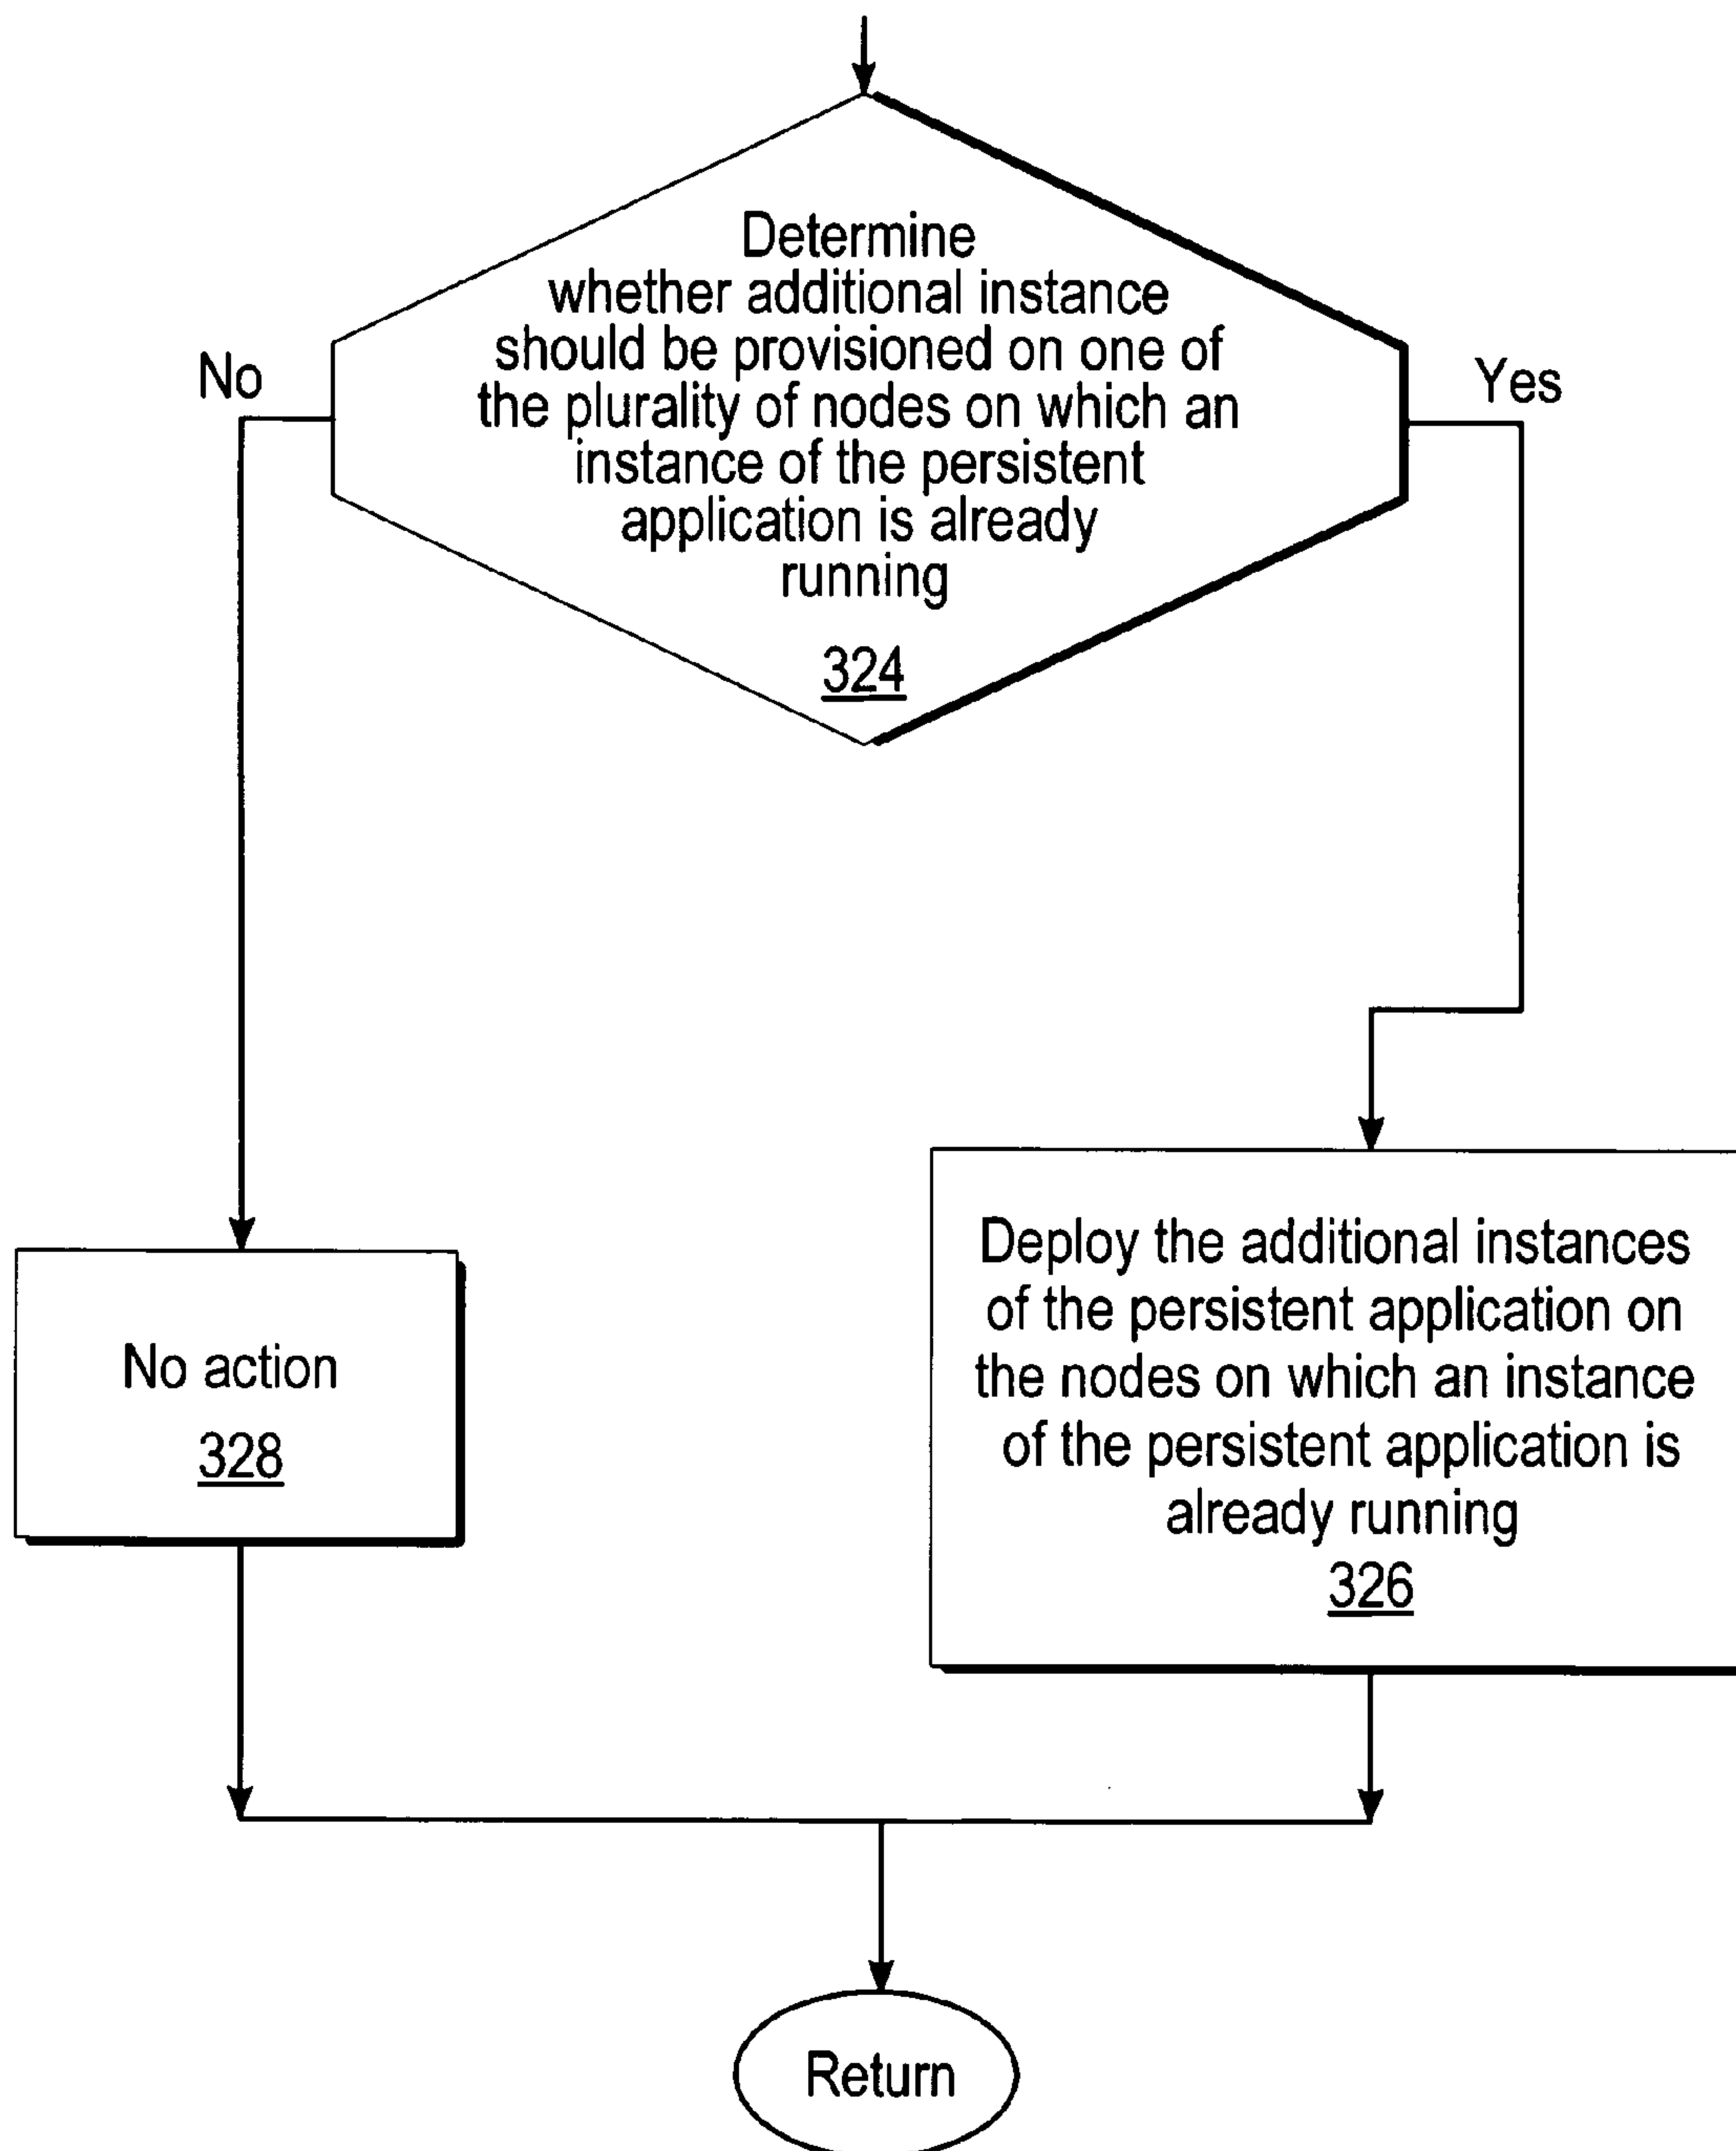 Determine
whether additional instance
should be provisioned on one of
the plurality of nodes on which an
instance of the persistent
application is already
running
324
No
Yes
No action
328
Deploy the additional instances
of the persistent application on
the nodes on which an instance
of the persistent application is
already running
326
Return